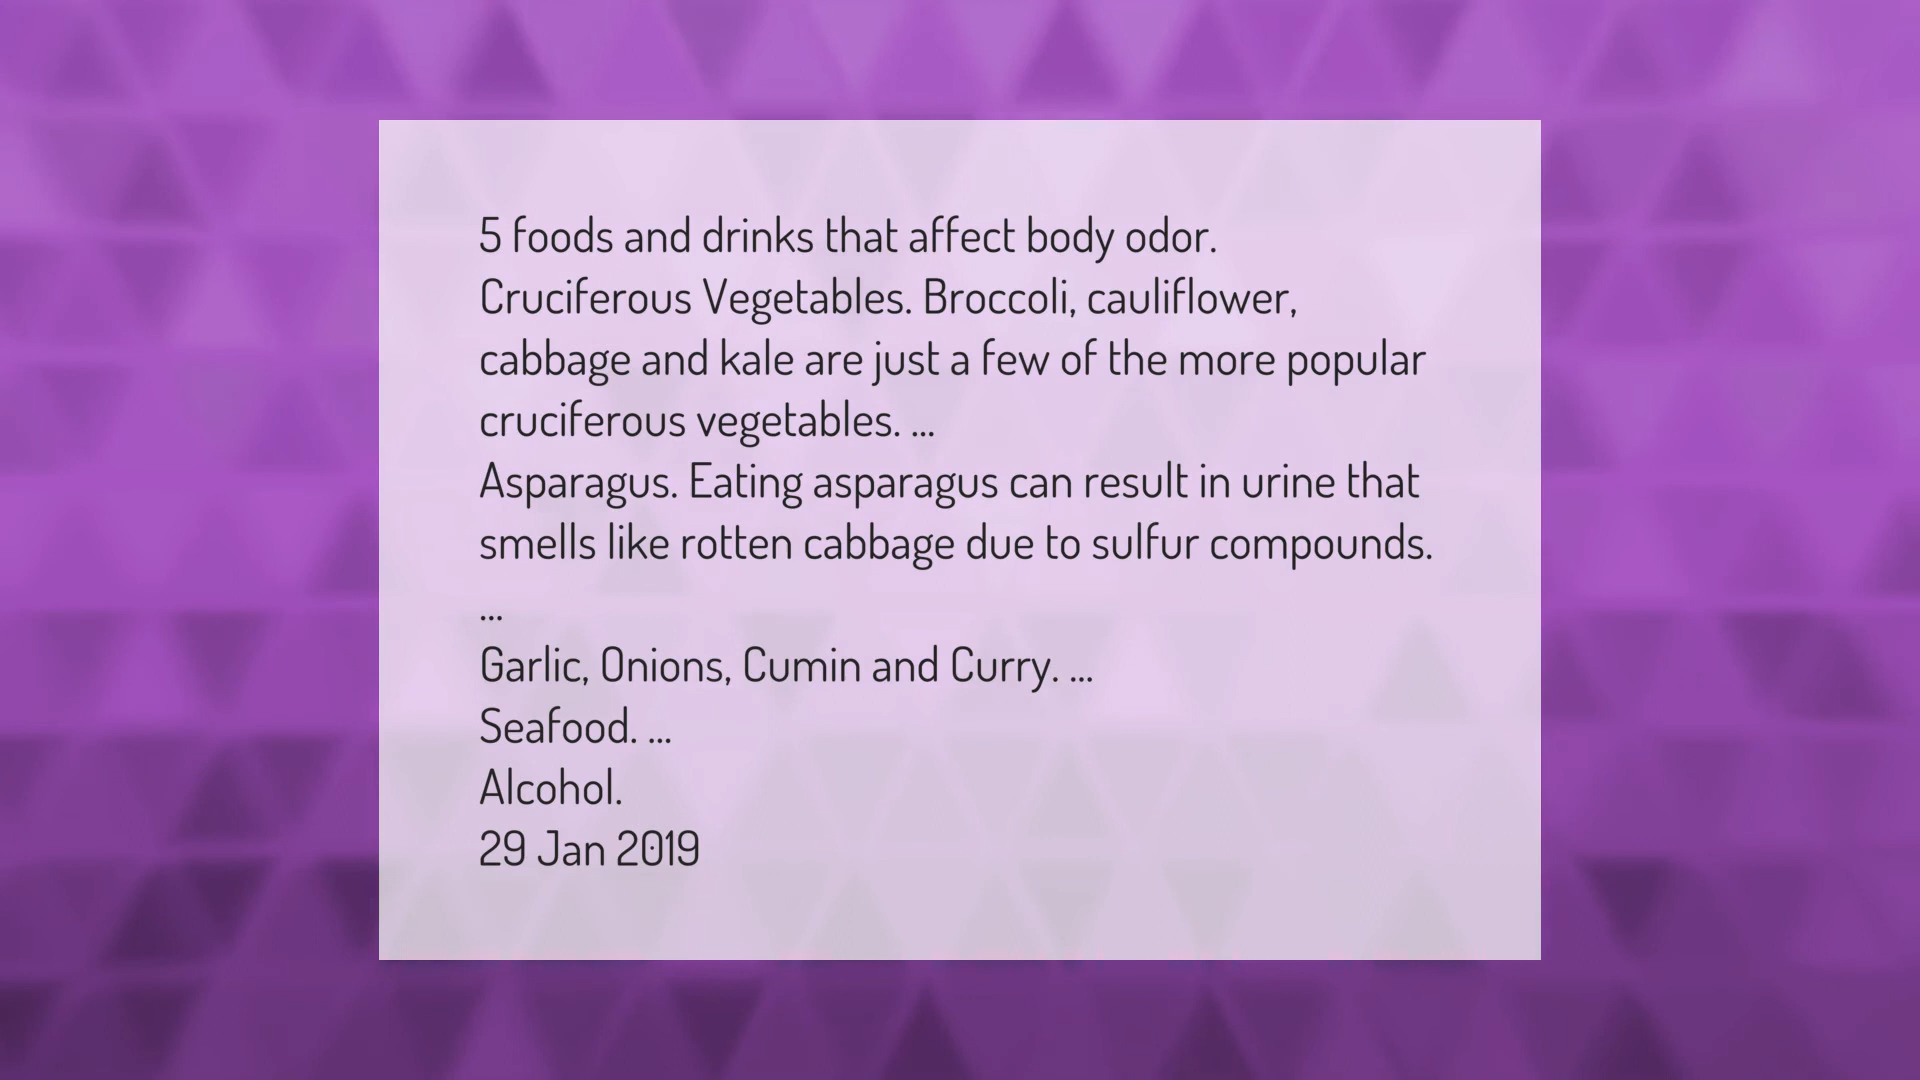 5 foods and drinks that affect body odor.
Cruciferous Vegetables. Broccoli, cauliflower,
cabbage and kale are just a few of the more popular
cruciferous vegetables. ...
Asparagus. Eating asparagus can result in urine that
smells like rotten cabbage due to sulfur compounds.
...
Garlic, Onions, Cumin and Curry. ...
Seafood. ...
Alcohol.
29 Jan 2019